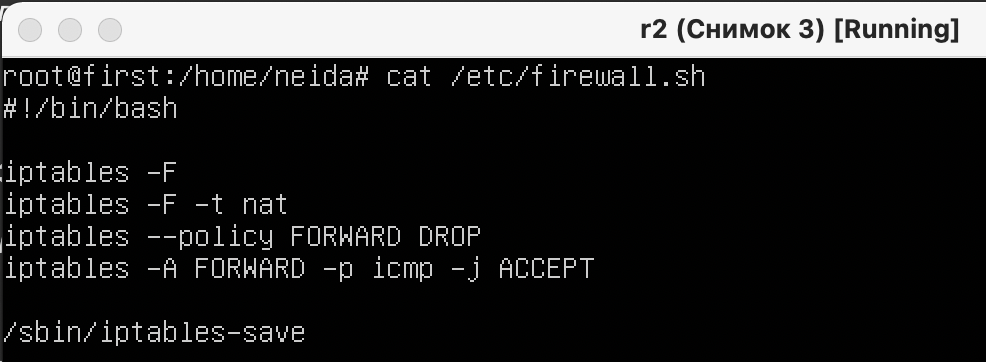 r2 (Снимок 3) [Running]
root@first:/home/neida# cat /etc/firewall.sh
#!/bin/bash
iptables -F
iptables -F -t nat
iptables --policy FORWARD DROP
iptables -A FORWARD -p icmp -j ACCEPT
/sbin/iptables-save